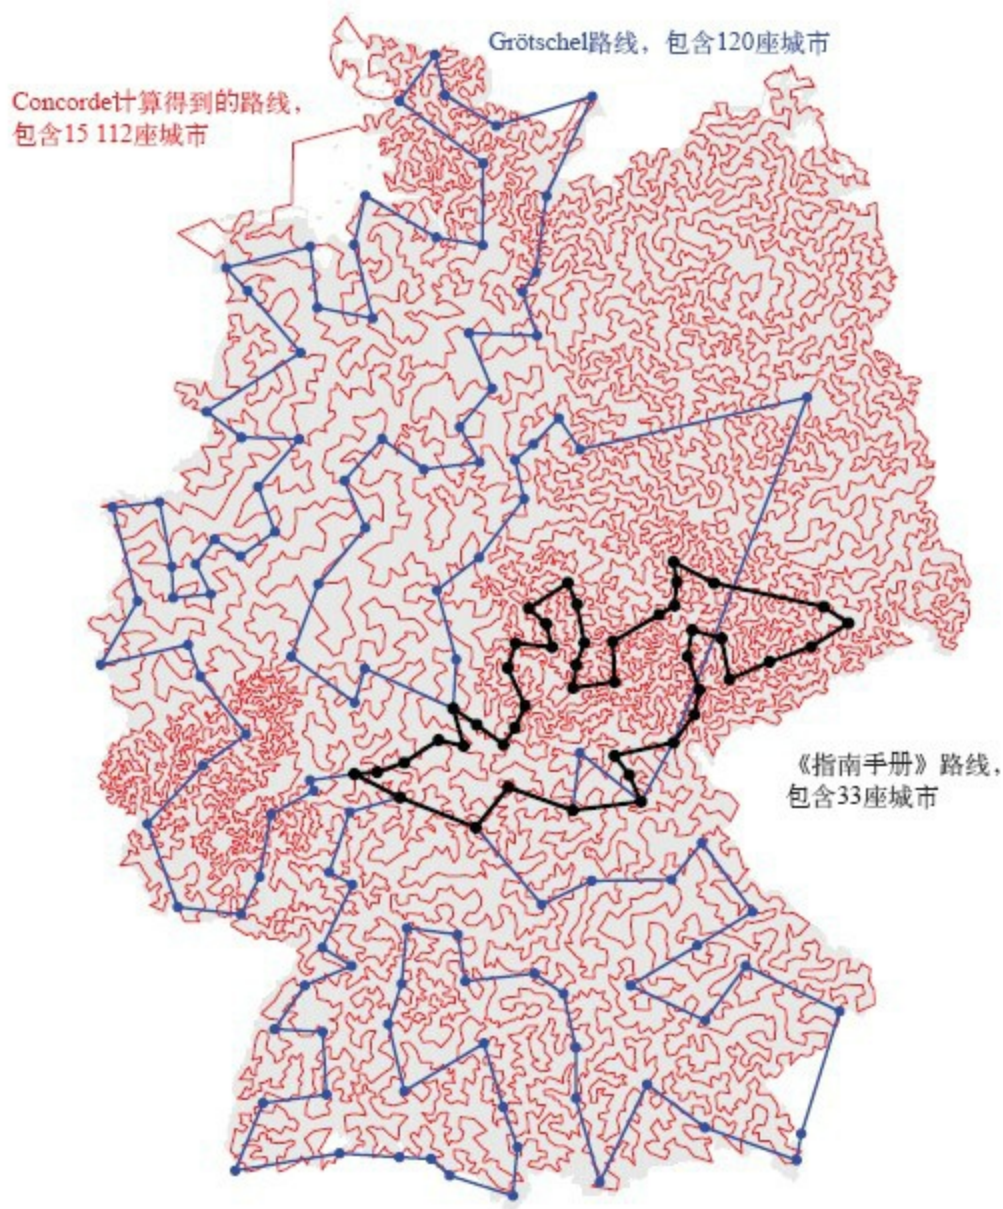 Grötschel路线，包含120座城市
Concorde计算得到的路线，
包含15 112座城市
《指南手册》路线，
包含33座城市